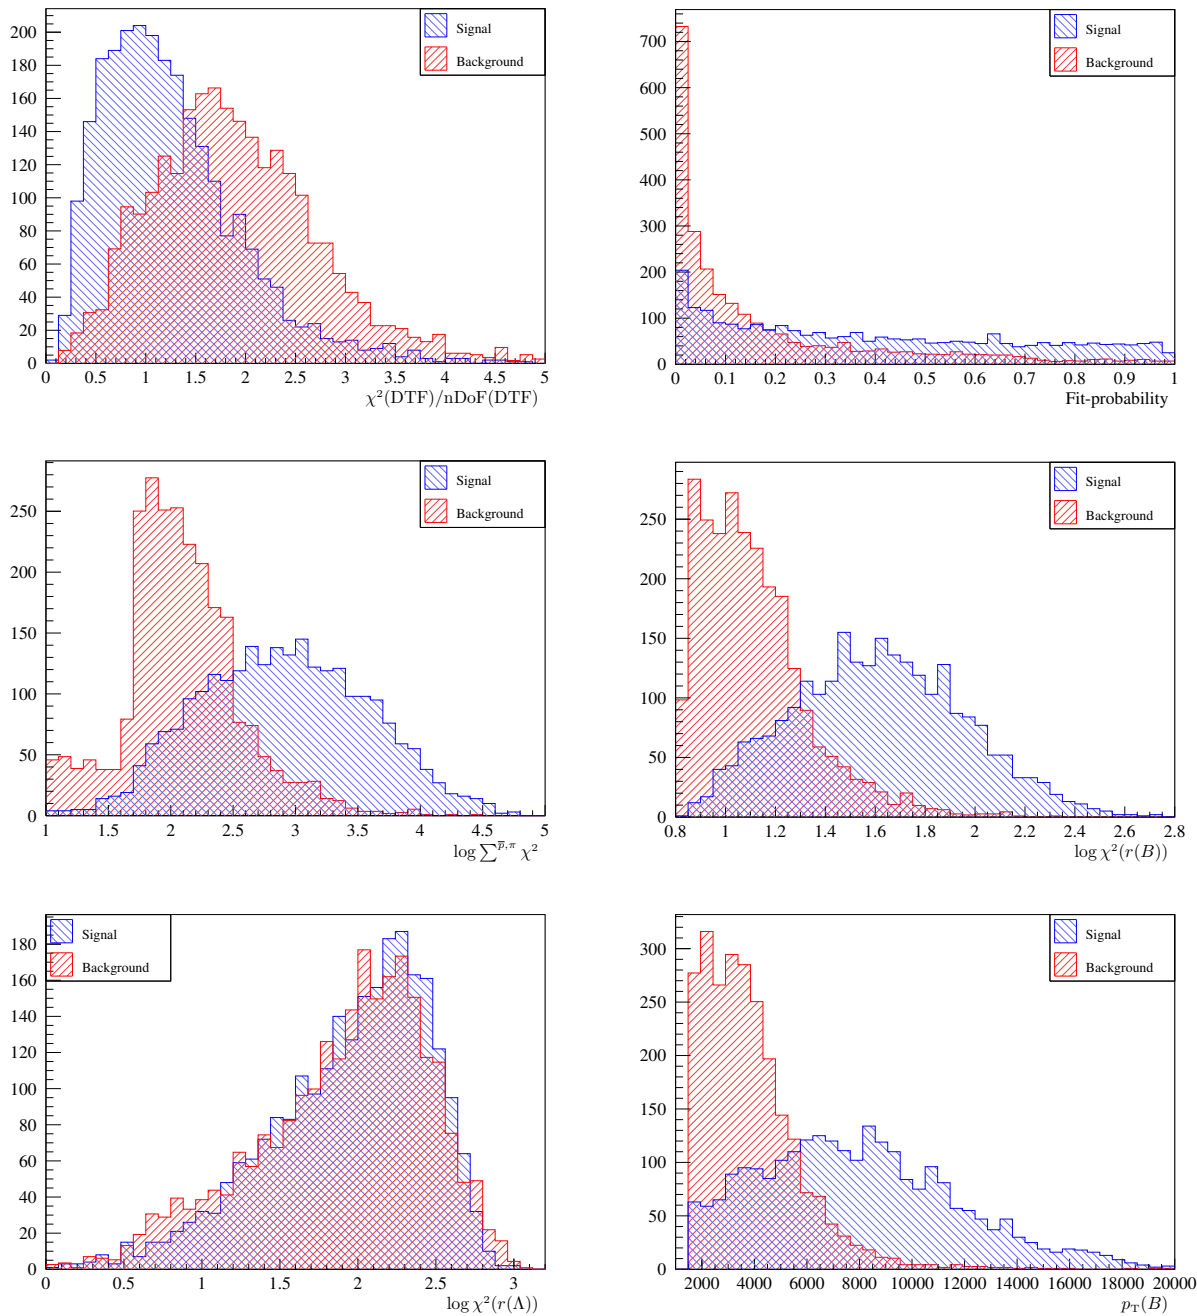 200
180
160
140
120
100
80
60
40
20
0
Signal
Background
0 0.5 1 1.5 2 2.5 3 3.5 4 4.5 5
χ²(DTF)/nDoF(DTF)
700
600
500
400
300
200
100
0
Signal
Background
0 0.1 0.2 0.3 0.4 0.5 0.6 0.7 0.8 0.9 1
Fit-probability
250
200
150
100
50
0
Signal
Background
1 1.5 2 2.5 3 3.5 4 4.5 5
log ∑^{p̅,π} χ²
250
200
150
100
50
0
Signal
Background
0.8 1 1.2 1.4 1.6 1.8 2 2.2 2.4 2.6 2.8
log χ²(r(B))
180
160
140
120
100
80
60
40
20
0
Signal
Background
0 0.5 1 1.5 2 2.5 3
log χ²(r(Λ))
300
250
200
150
100
50
0
Signal
Background
2000 4000 6000 8000 10000 12000 14000 16000 18000 20000
p_T(B)